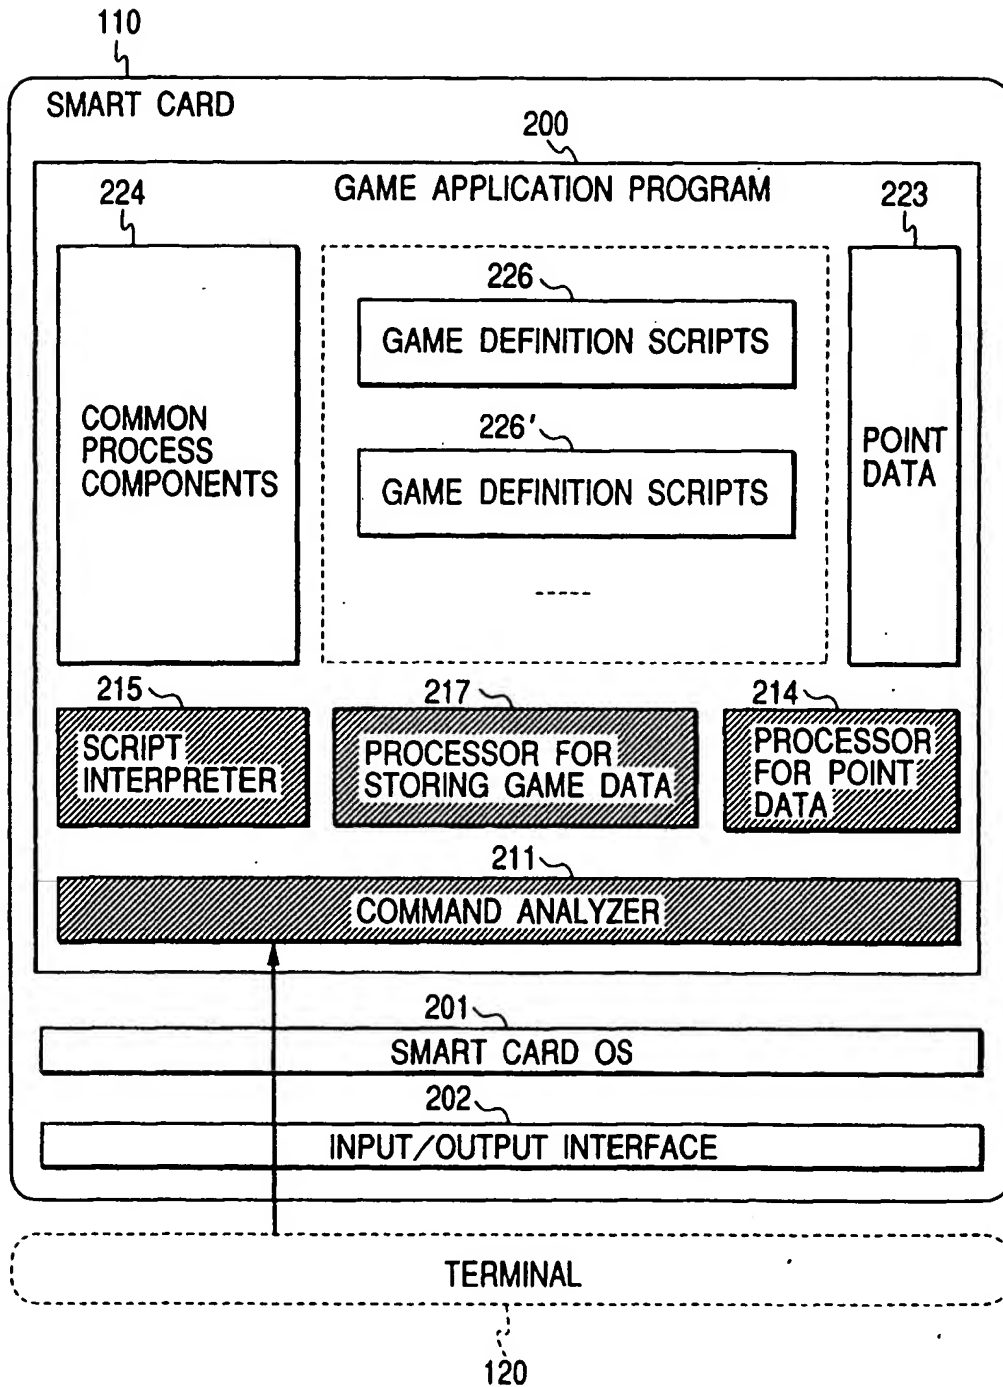 110
SMART CARD
200
GAME APPLICATION PROGRAM
224
223
226
GAME DEFINITION SCRIPTS
COMMON
PROCESS
COMPONENTS
226'
GAME DEFINITION SCRIPTS
POINT
DATA
215
217
214
SCRIPT
INTERPRETER
PROCESSOR FOR
STORING GAME DATA
PROCESSOR
FOR POINT
DATA
211
COMMAND ANALYZER
201
SMART CARD OS
202
INPUT/OUTPUT INTERFACE
TERMINAL
120